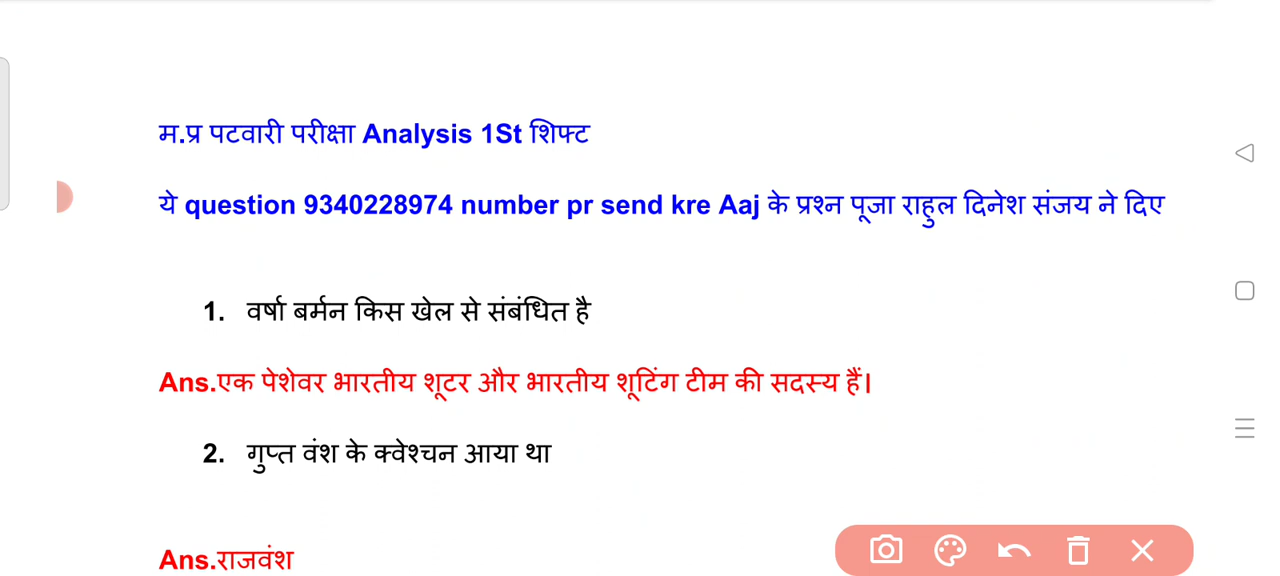 म.प्र पटवारी परीक्षा Analysis 1St शिफ्ट
ये question 9340228974 number pr send kre Aaj के प्रश्न पूजा राहुल दिनेश संजय ने दिए
1. वर्षा बर्मन किस खेल से संबंधित है
Ans.एक पेशेवर भारतीय शूटर और भारतीय शूटिंग टीम की सदस्य हैं।
2. गुप्त वंश के क्वेश्चन आया था
Ans.राजवंश